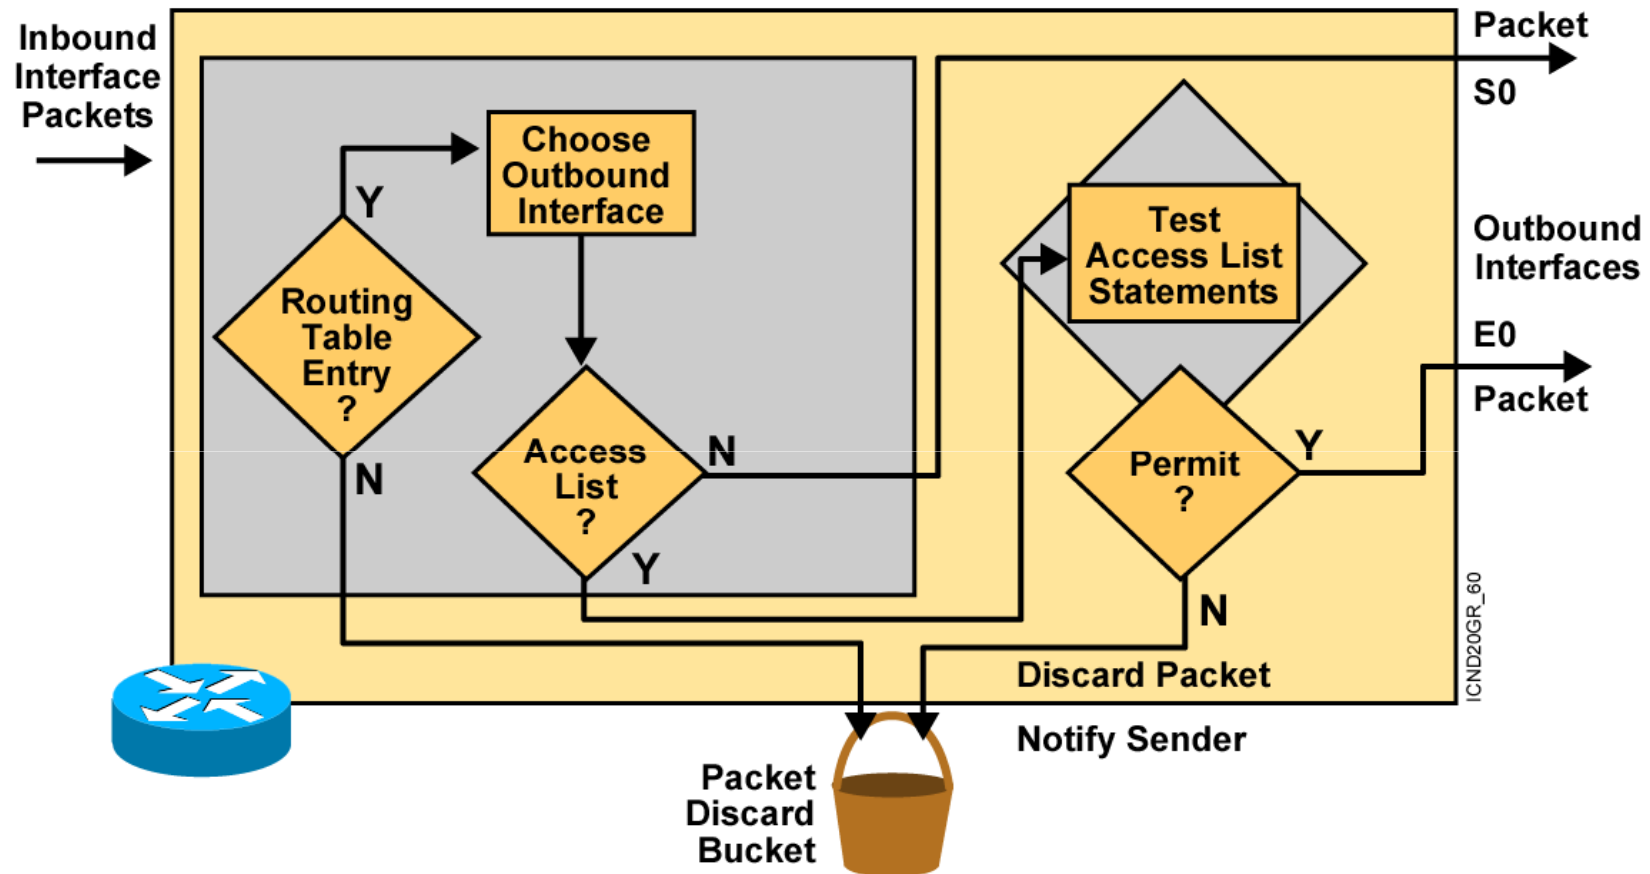 Inbound
Interface
Packets
Choose
Outbound
Interface
Y
Routing
Table
Entry
?
N
Access
List
?
N
Y
Test
Access List
Statements
Permit
?
Y
N
Packet
S0
Outbound
Interfaces
E0
Packet
Discard Packet
Notify Sender
Packet
Discard
Bucket
ICND20GR_60